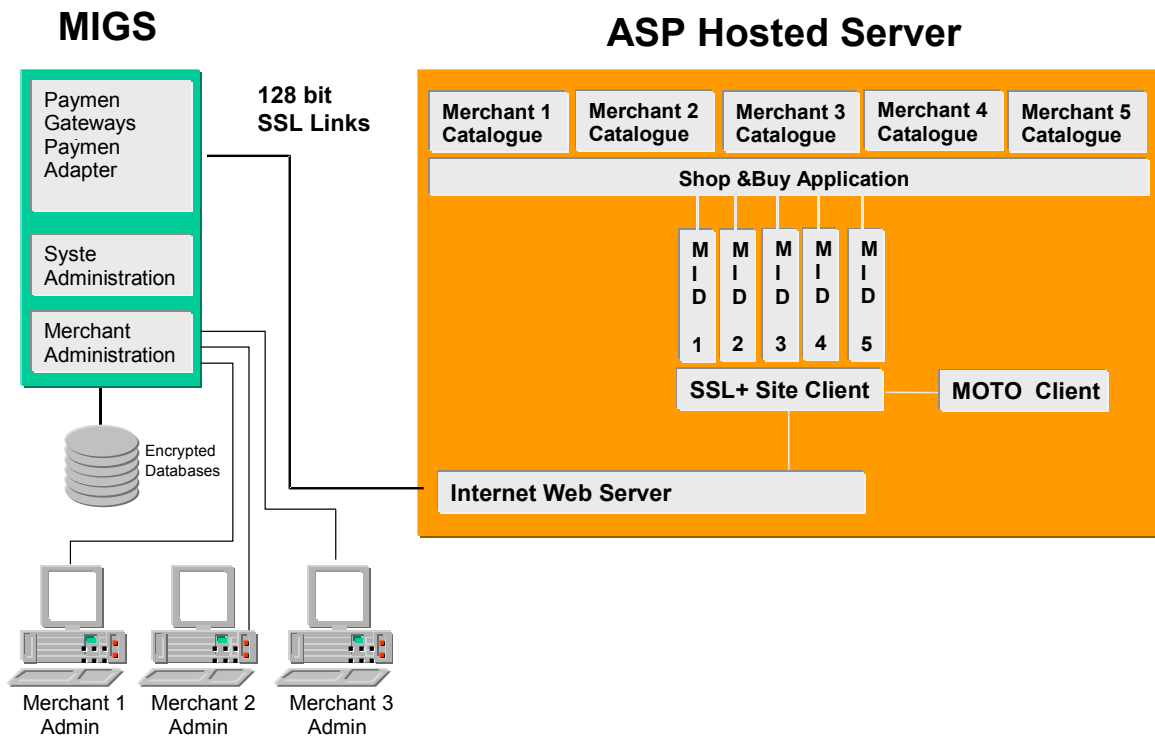 MIGS
ASP Hosted Server
Paymen
Gateways
Paymen
Adapter
Syste
Administration
Merchant
Administration
128 bit
SSL Links
Encrypted
Databases
Merchant 1
Catalogue
Merchant 2
Catalogue
Merchant 3
Catalogue
Merchant 4
Catalogue
Merchant 5
Catalogue
Shop &Buy Application
M
I
D
1
M
I
D
2
M
I
D
3
M
I
D
4
M
I
D
5
SSL+ Site Client
MOTO Client
Internet Web Server
Merchant 1
Admin
Merchant 2
Admin
Merchant 3
Admin